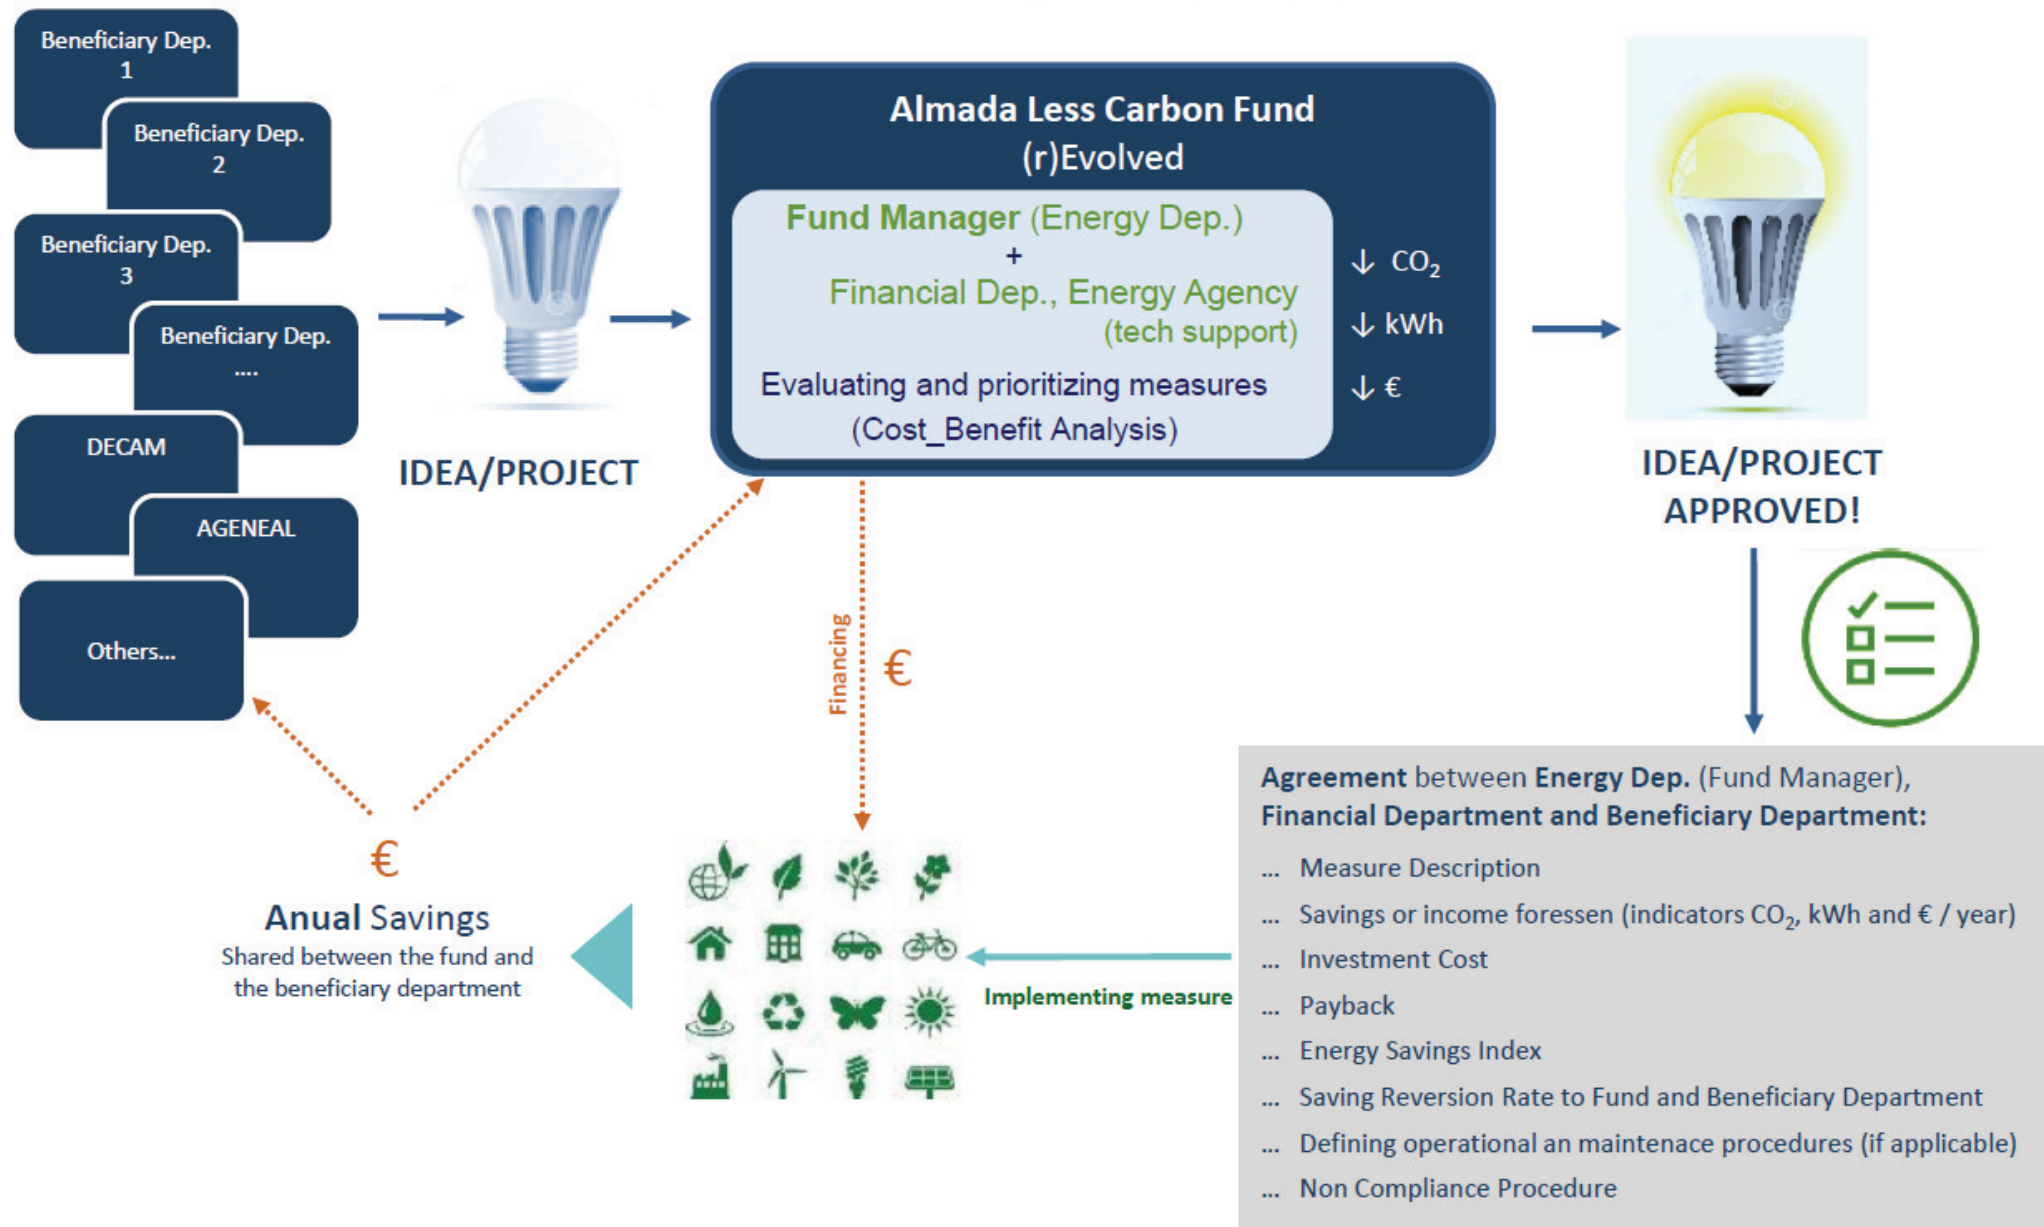 Beneficiary Dep.
1
Beneficiary Dep.
2
Beneficiary Dep.
3
Beneficiary Dep.
....
DECAM
AGENEAL
Others...
IDEA/PROJECT
Almada Less Carbon Fund
(r)Evolved
Fund Manager (Energy Dep.)
+
Financial Dep., Energy Agency
(tech support)
Evaluating and prioritizing measures
(Cost_Benefit Analysis)
↓ CO₂
↓ kWh
↓ €
IDEA/PROJECT
APPROVED!
Financing
€
€
Anual Savings
Shared between the fund and
the beneficiary department
Implementing measure
Agreement between Energy Dep. (Fund Manager),
Financial Department and Beneficiary Department:
... Measure Description
... Savings or income foressen (indicators CO₂, kWh and € / year)
... Investment Cost
... Payback
... Energy Savings Index
... Saving Reversion Rate to Fund and Beneficiary Department
... Defining operational an maintenace procedures (if applicable)
... Non Compliance Procedure